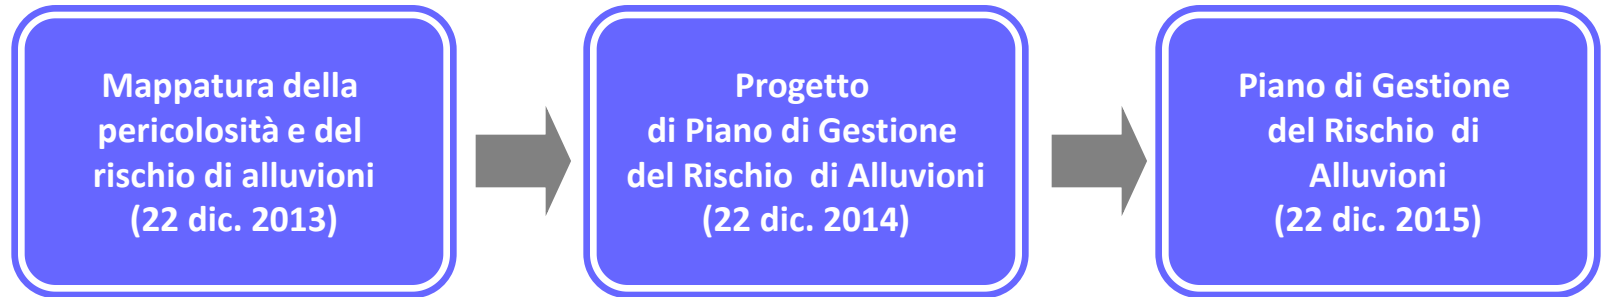 Mappatura della
pericolosità e del
rischio di alluvioni
(22 dic. 2013)
Progetto
di Piano di Gestione
del Rischio di Alluvioni
(22 dic. 2014)
Piano di Gestione
del Rischio di
Alluvioni
(22 dic. 2015)